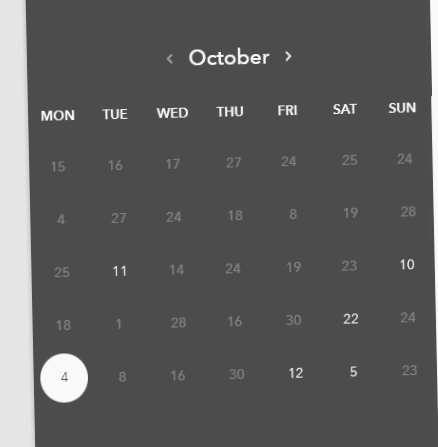 ‹ October ›
MON TUE WED THU FRI SAT SUN
15 16 17 27 24 25 24
4 27 24 18 8 19 28
25 11 14 24 19 23 10
18 1 28 16 30 22 24
4 8 16 30 12 5 23